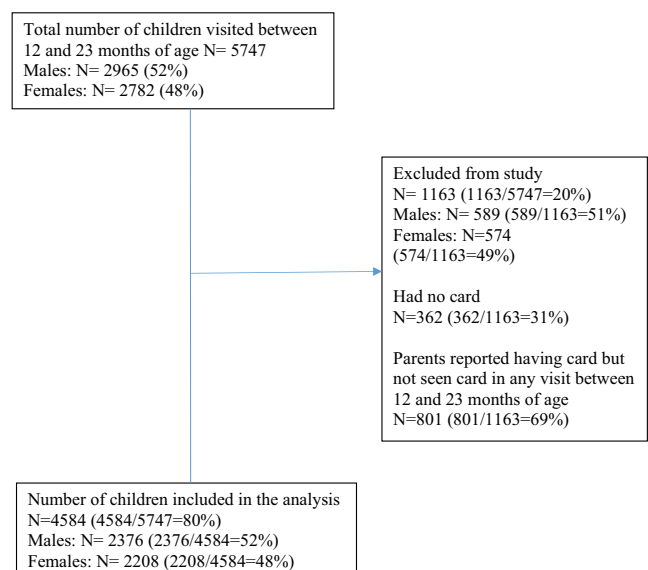 Total number of children visited between
12 and 23 months of age N= 5747
Males: N= 2965 (52%)
Females: N= 2782 (48%)
Excluded from study
N= 1163 (1163/5747=20%)
Males: N= 589 (589/1163=51%)
Females: N=574
(574/1163=49%)
Had no card
N=362 (362/1163=31%)
Parents reported having card but
not seen card in any visit between
12 and 23 months of age
N=801 (801/1163=69%)
Number of children included in the analysis
N=4584 (4584/5747=80%)
Males: N= 2376 (2376/4584=52%)
Females: N= 2208 (2208/4584=48%)